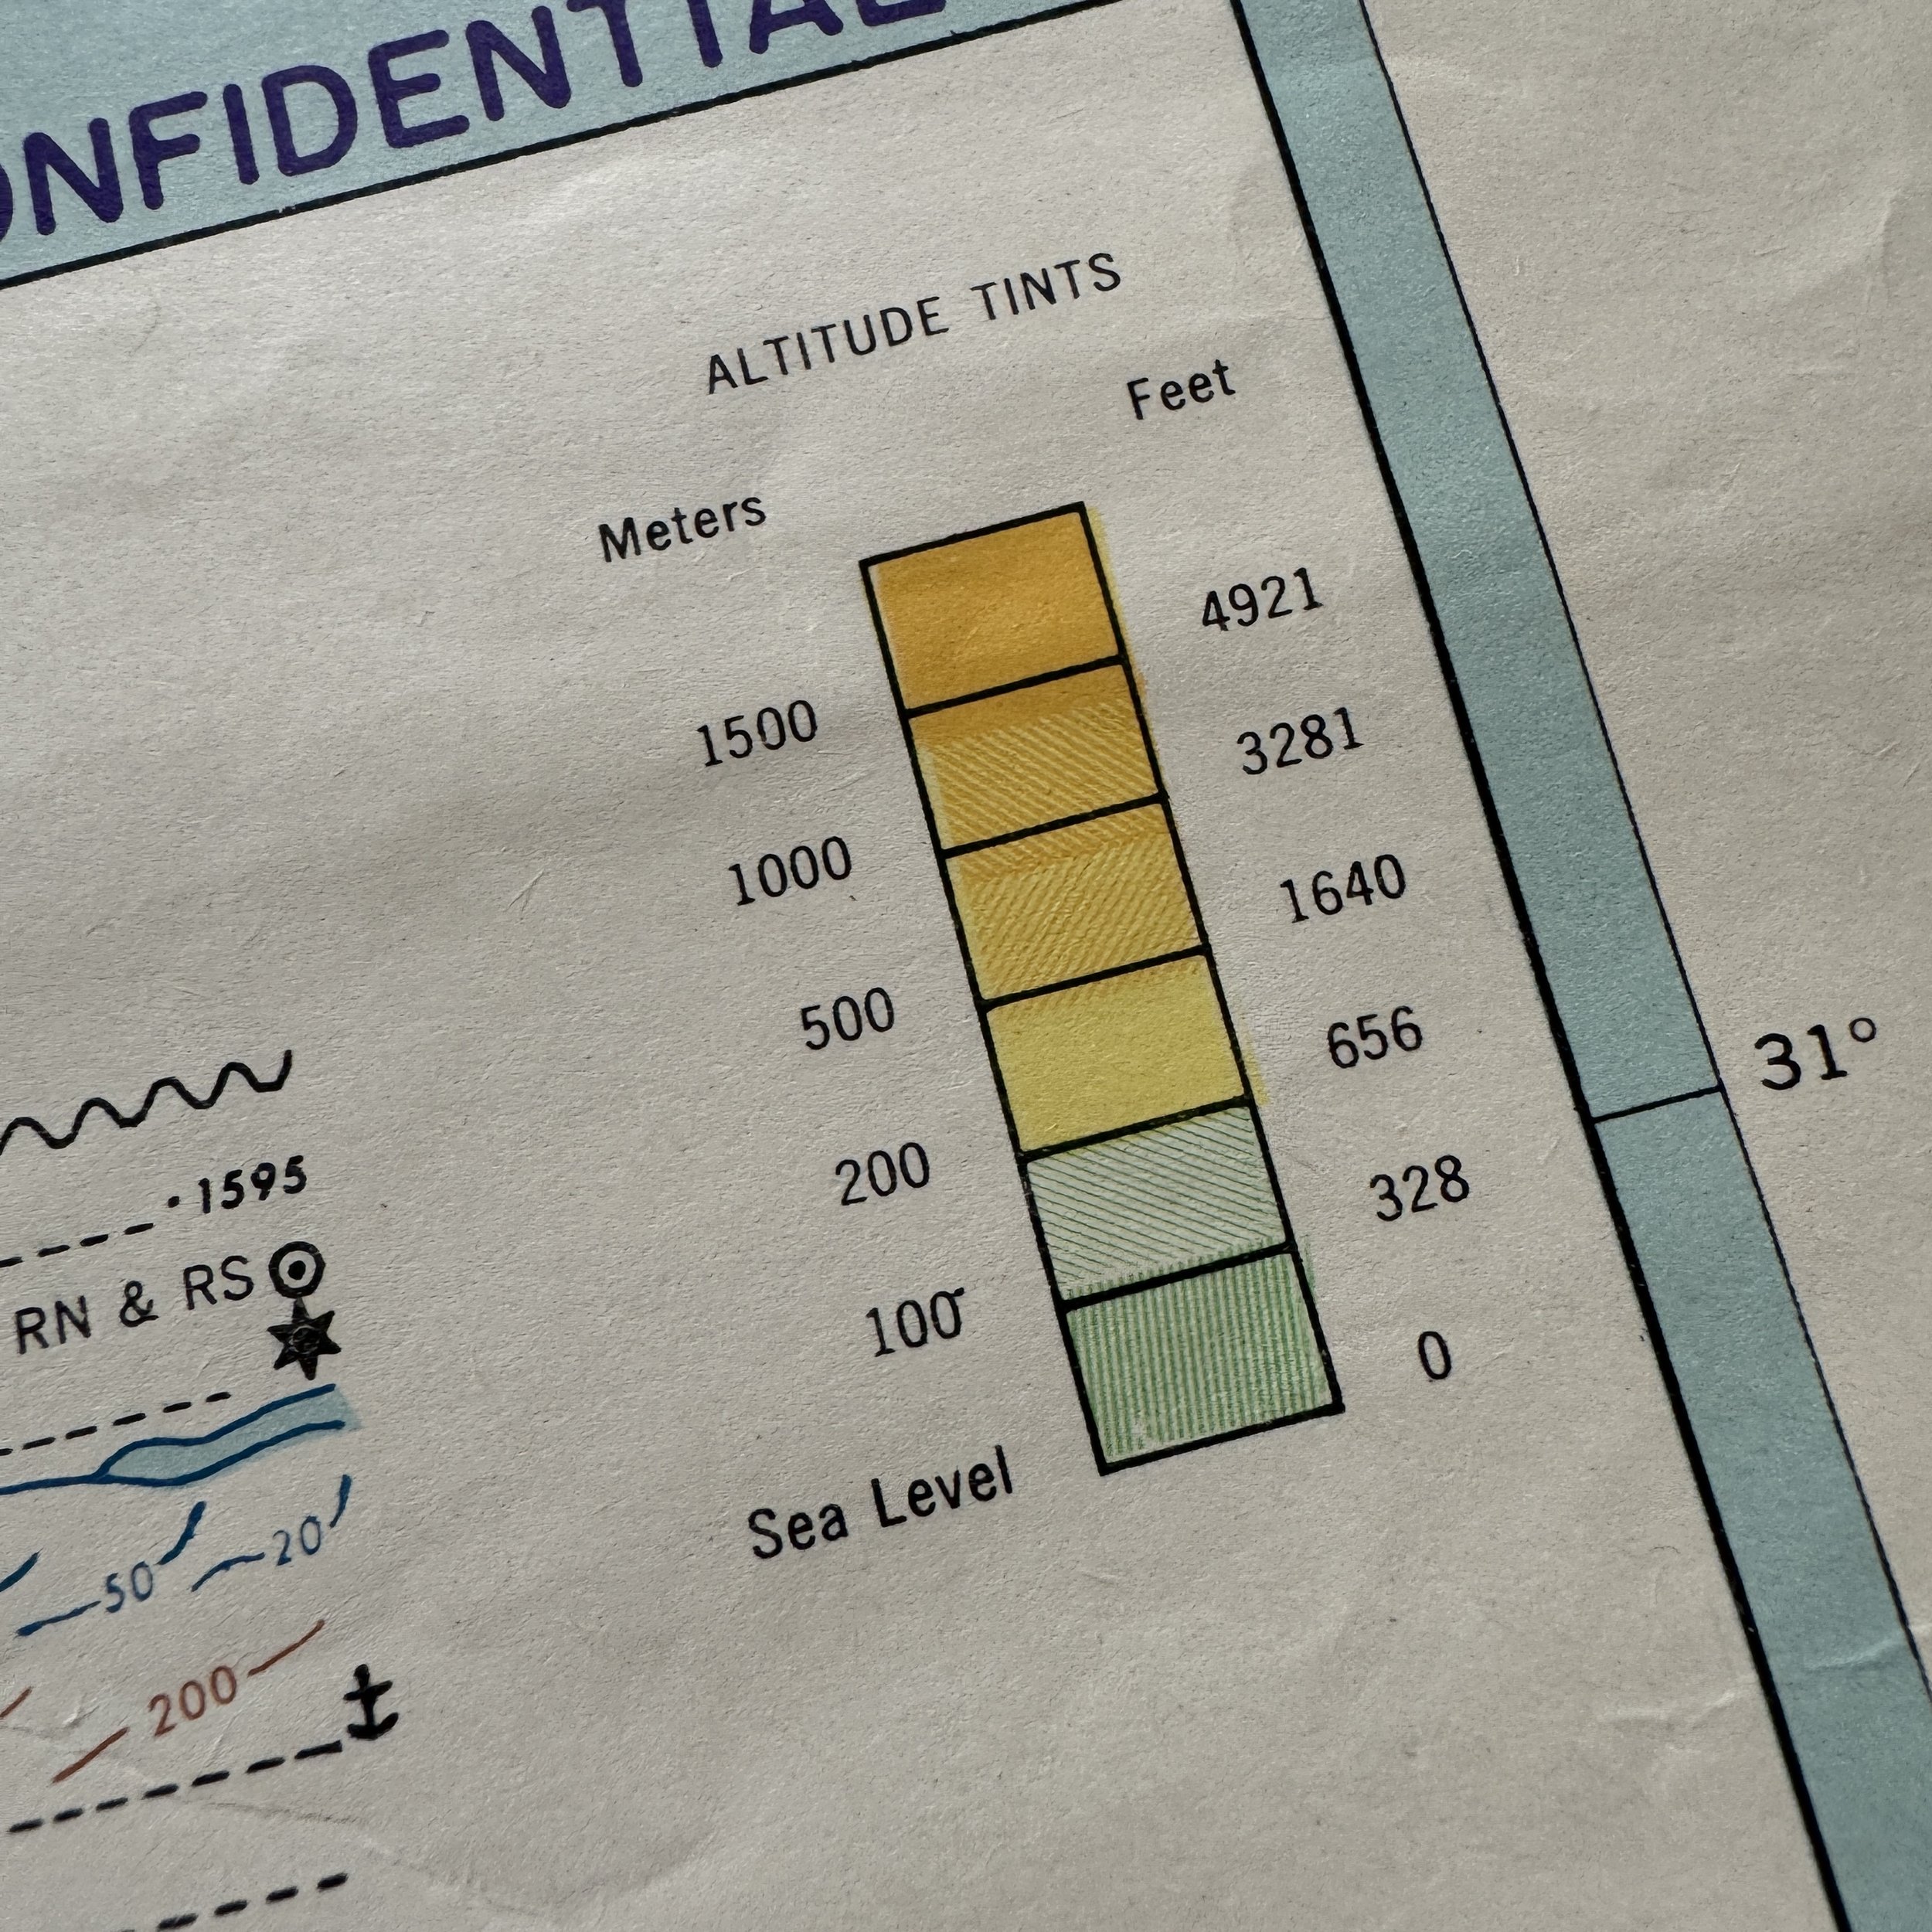 ONFIDENTIAL
ALTITUDE TINTS
Meters Feet
4921
1500 3281
1000 1640
500 656
200 328
100 0
Sea Level
31°
·1595
RN & RS
50 20
200